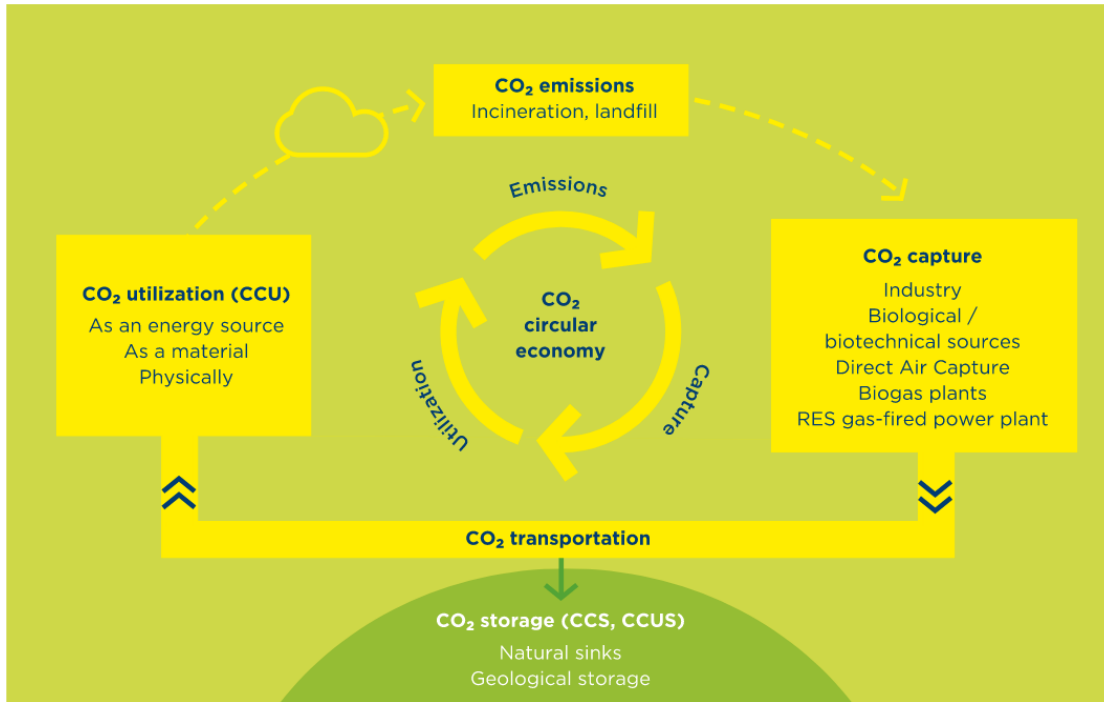 CO₂ emissions
Incineration, landfill
Emissions
CO₂ utilization (CCU)
As an energy source
As a material
Physically
CO₂
circular
economy
Utilization
Capture
CO₂ capture
Industry
Biological /
biotechnical sources
Direct Air Capture
Biogas plants
RES gas-fired power plant
CO₂ transportation
CO₂ storage (CCS, CCUS)
Natural sinks
Geological storage